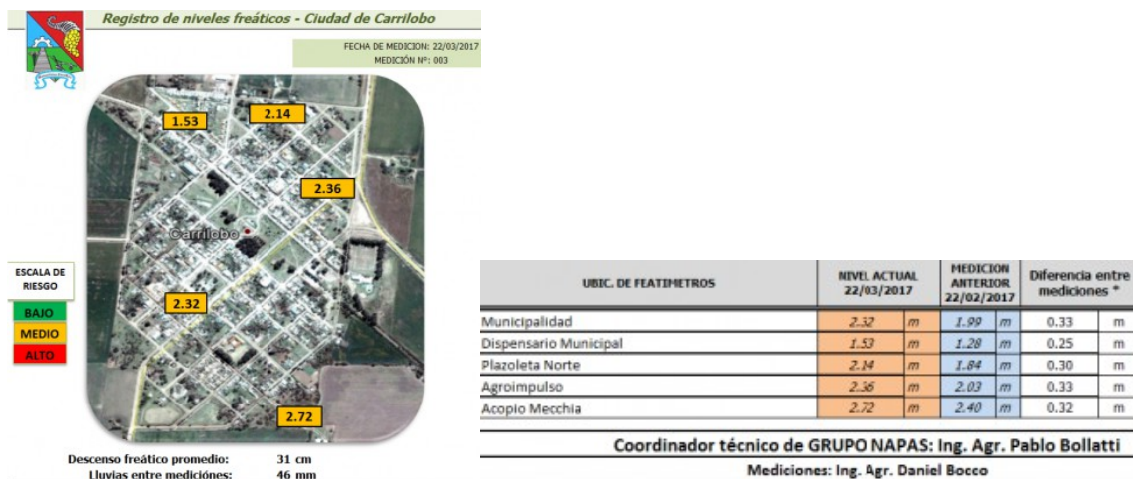 Registro de niveles freáticos - Ciudad de Carrilobo
FECHA DE MEDICION: 22/03/2017
MEDICIÓN Nº: 003
1.53
2.14
2.36
Carrilobo
2.32
2.72
ESCALA DE RIESGO
BAJO
MEDIO
ALTO
Descenso freático promedio: 31 cm
Lluvias entre mediciónes: 46 mm
UBIC. DE FEATIMETROS NIVEL ACTUAL 22/03/2017 MEDICION ANTERIOR 22/02/2017 Diferencia entre mediciones *
Municipalidad 2.32 m 1.99 m 0.33 m
Dispensario Municipal 1.53 m 1.28 m 0.25 m
Plazoleta Norte 2.14 m 1.84 m 0.30 m
Agroimpulso 2.36 m 2.03 m 0.33 m
Acopio Mecchia 2.72 m 2.40 m 0.32 m
Coordinador técnico de GRUPO NAPAS: Ing. Agr. Pablo Bollatti
Mediciones: Ing. Agr. Daniel Bocco